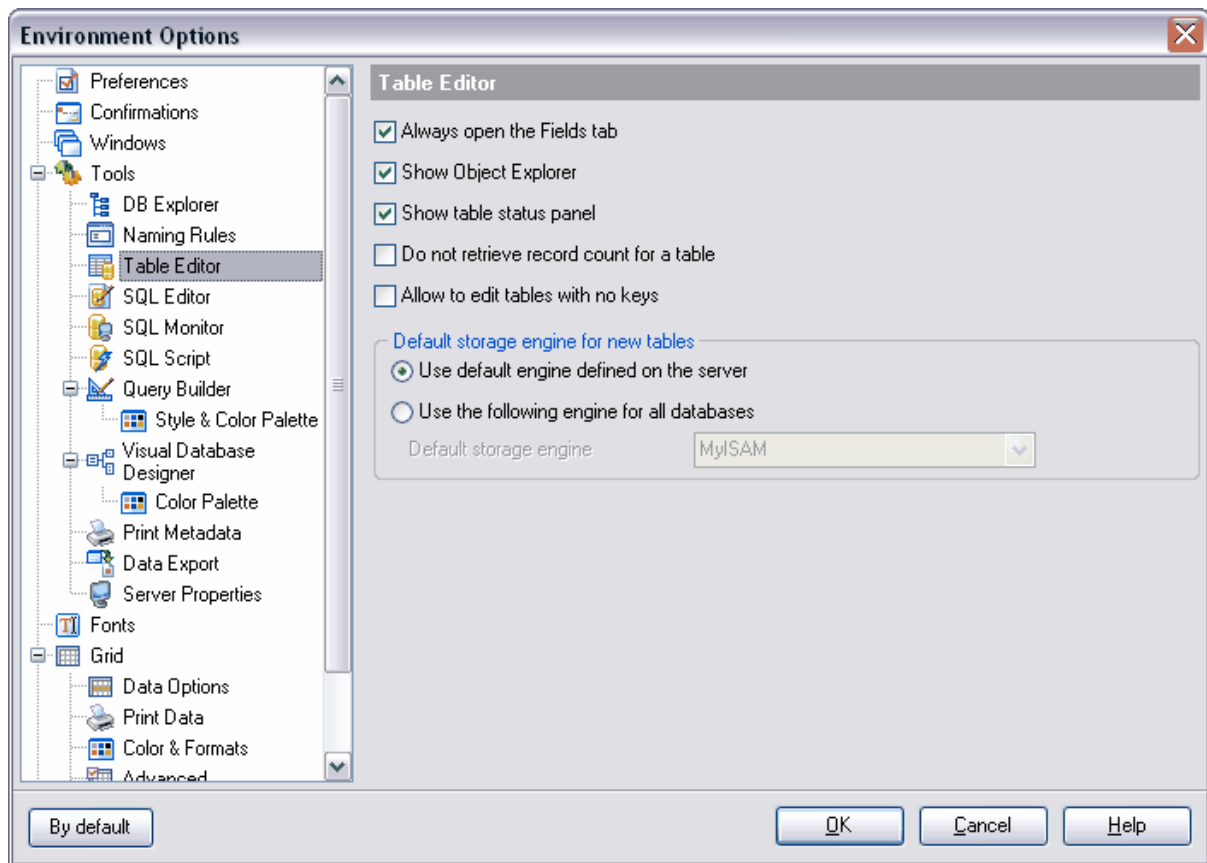 Environment Options
Preferences
Confirmations
Windows
Tools
DB Explorer
Naming Rules
Table Editor
SQL Editor
SQL Monitor
SQL Script
Query Builder
Style & Color Palette
Visual Database
Designer
Color Palette
Print Metadata
Data Export
Server Properties
Fonts
Grid
Data Options
Print Data
Color & Formats
Advanced
Table Editor
Always open the Fields tab
Show Object Explorer
Show table status panel
Do not retrieve record count for a table
Allow to edit tables with no keys
Default storage engine for new tables
Use default engine defined on the server
Use the following engine for all databases
Default storage engine MyISAM
By default OK Cancel Help